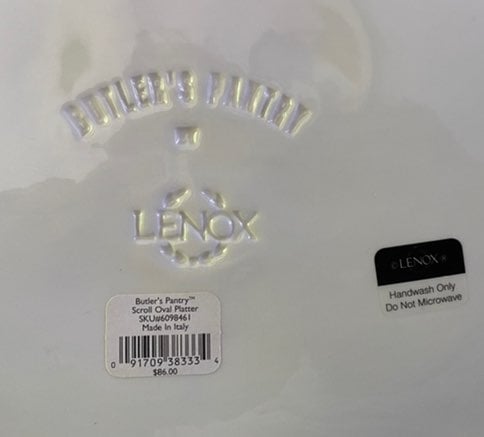 BUTLER'S PANTRY
BY
LENOX
Butler's Pantry™
Scroll Oval Platter
SKU#6098461
Made In Italy
0 91709 38333 4
$86.00
©LENOX®
Handwash Only
Do Not Microwave